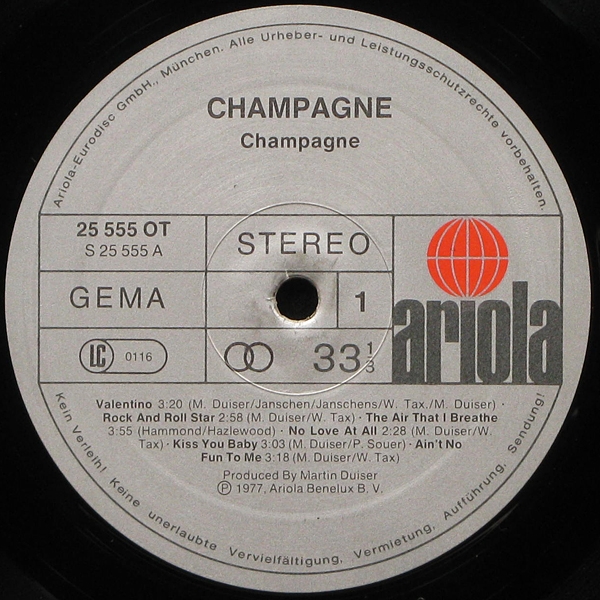 Ariola-Eurodisc GmbH., München. Alle Urheber- und Leistungsschutzrechte vorbehalten.
CHAMPAGNE
Champagne
25 555 OT
S 25 555 A
STEREO
GEMA
1
ariola
LC 0116
33 1/3
Valentino 3:20 (M. Duiser/Janschen/Janschens/W. Tax./M. Duiser) ·
Rock And Roll Star 2:58 (M. Duiser/W. Tax) · The Air That I Breathe
3:55 (Hammond/Hazlewood) · No Love At All 2:28 (M. Duiser/W.
Tax) · Kiss You Baby 3:03 (M. Duiser/P. Souer) · Ain't No
Fun To Me 3:18 (M. Duiser/W. Tax)
Produced By Martin Duiser
Ⓟ 1977, Ariola Benelux B. V.
Kein Verleih! Keine unerlaubte Vervielfältigung, Vermietung, Aufführung, Sendung!